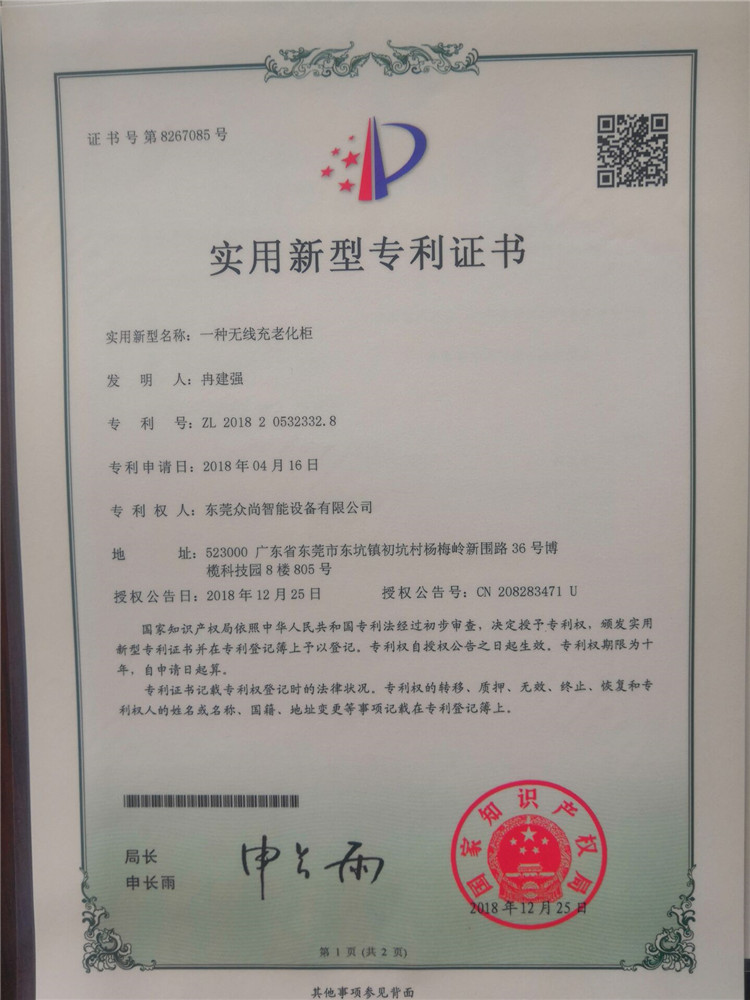 证书号第8267085号
实用新型专利证书
实用新型名称：一种无线充老化柜
发明人：冉建强
专利号：ZL 2018 2 0532332.8
专利申请日：2018年04月16日
专利权人：东莞众尚智能设备有限公司
地址：523000 广东省东莞市东坑镇初坑村杨梅岭新围路36号博
榄科技园8楼805号
授权公告日：2018年12月25日 授权公告号：CN 208283471 U
国家知识产权局依照中华人民共和国专利法经过初步审查，决定授予专利权，颁发实用
新型专利证书并在专利登记簿上予以登记。专利权自授权公告之日起生效。专利权期限为十
年，自申请日起算。
专利证书记载专利权登记时的法律状况。专利权的转移、质押、无效、终止、恢复和专
利权人的姓名或名称、国籍、地址变更等事项记载在专利登记簿上。
局长
申长雨
申长雨
国家知识产权局
2018年12月25日
第1页(共2页)
其他事项参见背面